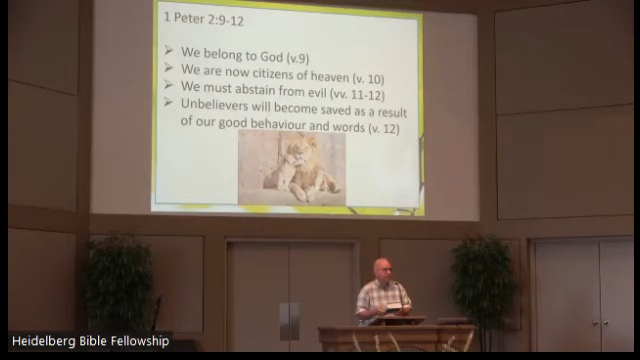 1 Peter 2:9-12
➤ We belong to God (v.9)
➤ We are now citizens of heaven (v. 10)
➤ We must abstain from evil (vv. 11-12)
➤ Unbelievers will become saved as a result
of our good behaviour and words (v. 12)
Heidelberg Bible Fellowship